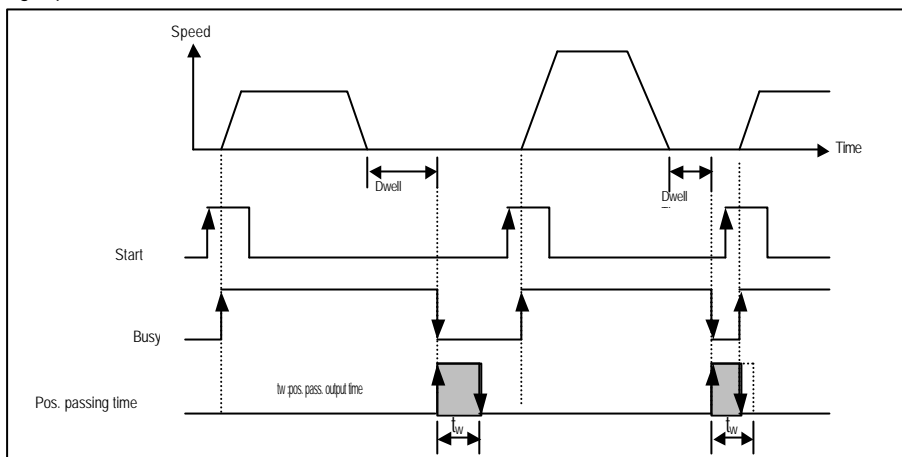 Speed
Time
Dwell
Dwell
Start
Busy
tw :pos. pass. output time
Pos. passing time
tw
tw